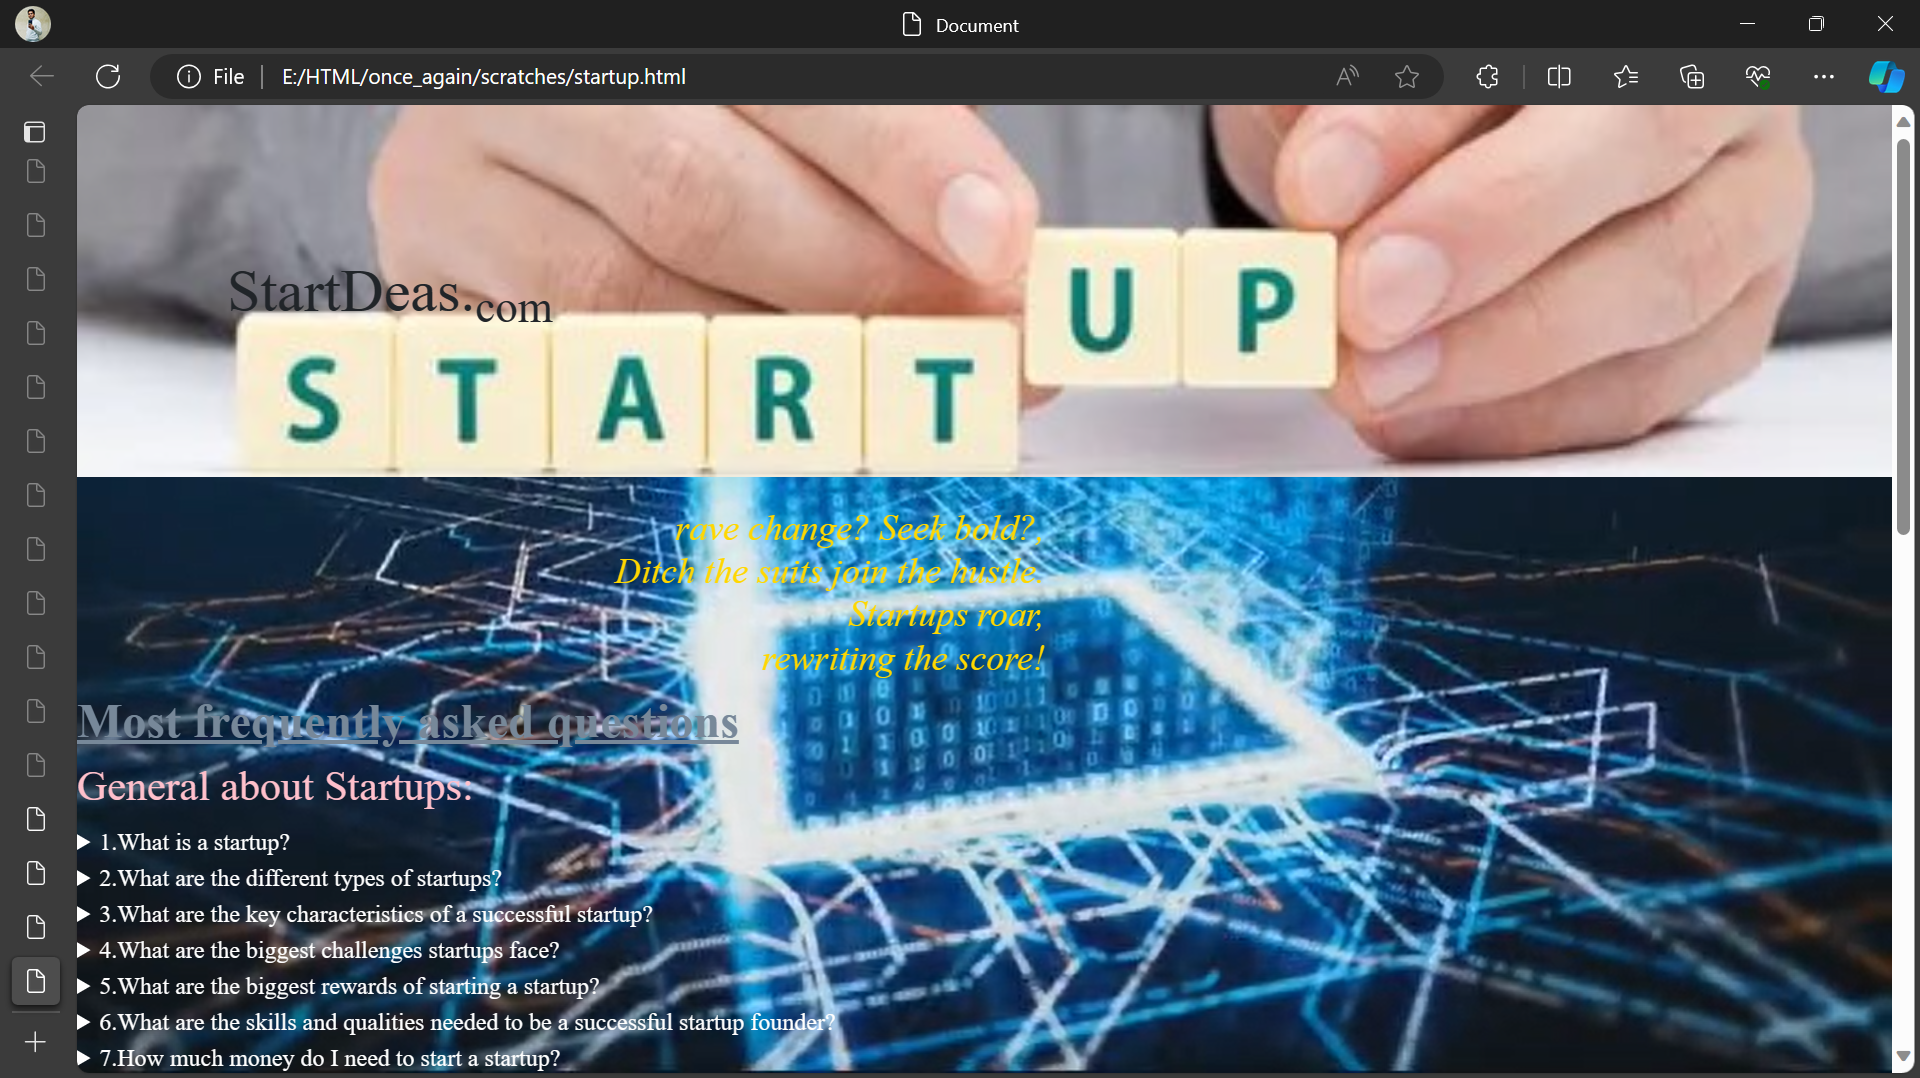 Document
File
E:/HTML/once_again/scratches/startup.html
StartDeas.com
U P
S T A R T
rave change? Seek bold?,
Ditch the suits join the hustle.
Startups roar,
rewriting the score!
Most frequently asked questions
General about Startups:
1.What is a startup?
2.What are the different types of startups?
3.What are the key characteristics of a successful startup?
4.What are the biggest challenges startups face?
5.What are the biggest rewards of starting a startup?
6.What are the skills and qualities needed to be a successful startup founder?
7.How much money do I need to start a startup?